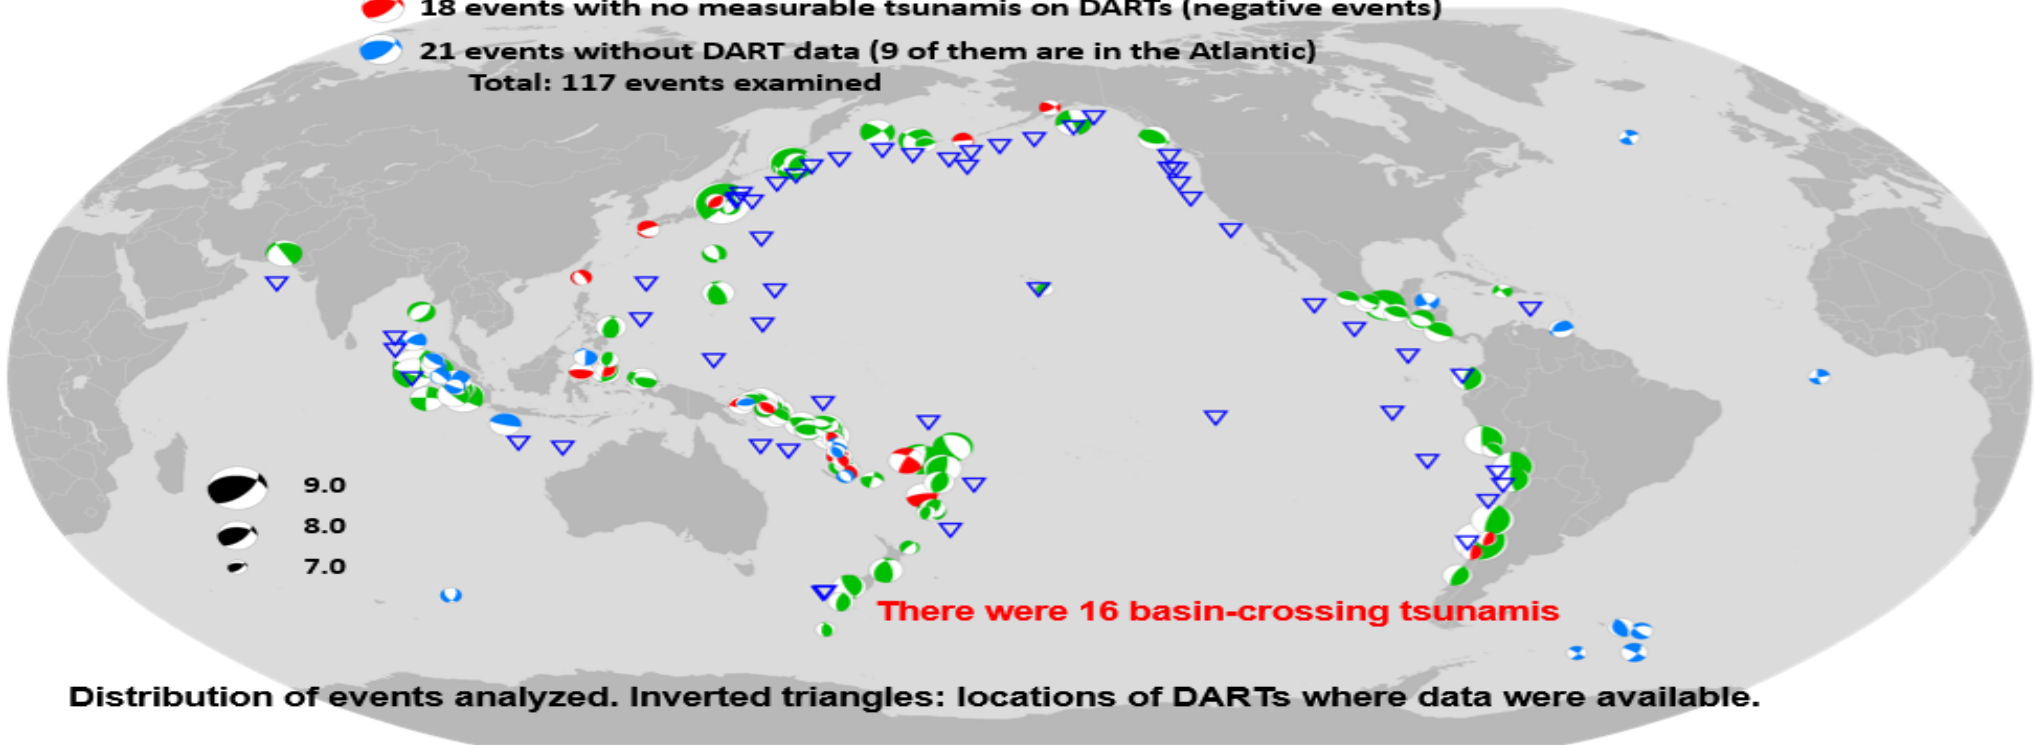 18 events with no measurable tsunamis on DARTs (negative events)
21 events without DART data (9 of them are in the Atlantic)
Total: 117 events examined
9.0
8.0
7.0
There were 16 basin-crossing tsunamis
Distribution of events analyzed. Inverted triangles: locations of DARTs where data were available.